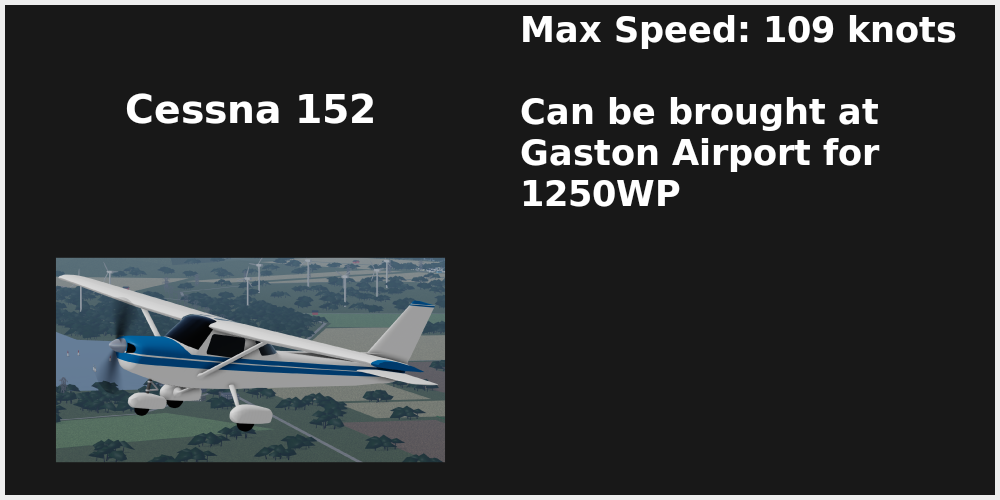 Cessna 152
Max Speed: 109 knots
Can be brought at
Gaston Airport for
1250WP